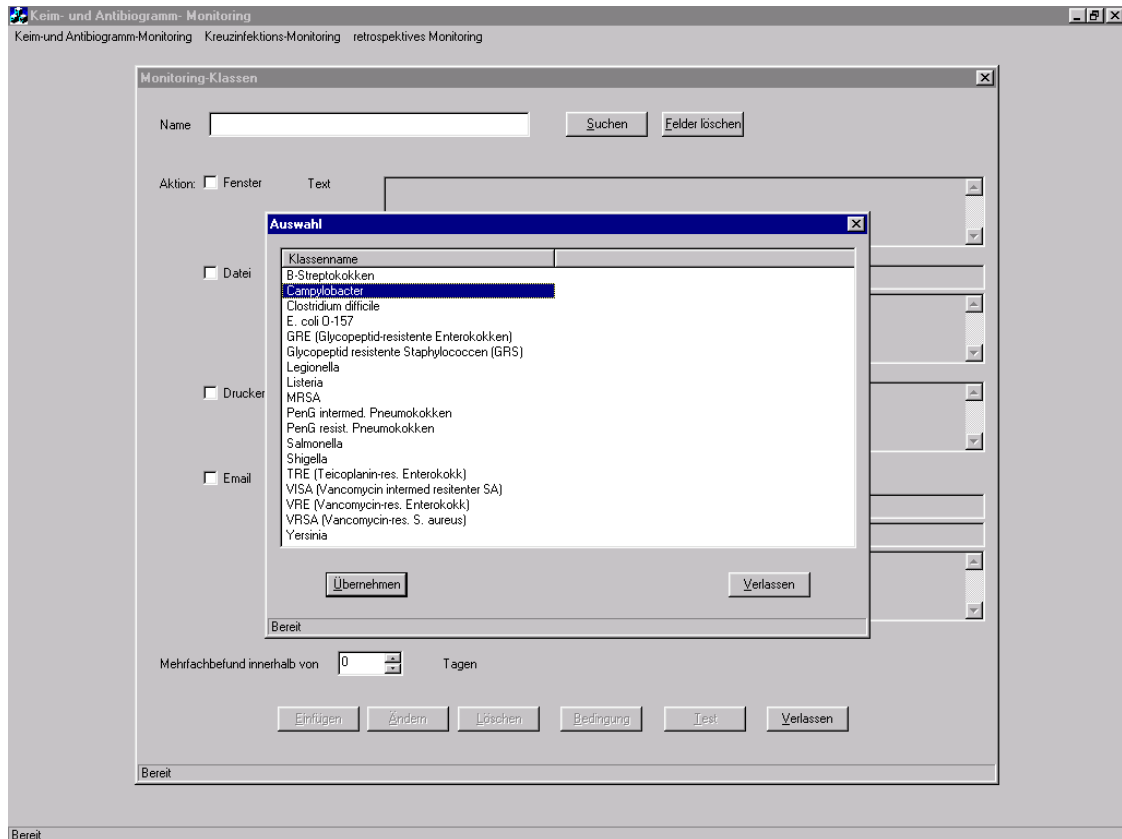 Keim- und Antibiogramm- Monitoring
Keim-und Antibiogramm-Monitoring Kreuzinfektions-Monitoring retrospektives Monitoring
Monitoring-Klassen
Name Suchen Felder löschen
Aktion: Fenster Text
Auswahl
Klassenname
B-Streptokokken
Datei
Campylobacter
Clostridium difficile
E. coli O-157
GRE (Glycopeptid-resistente Enterokokken)
Glycopeptid resistente Staphylococcen (GRS)
Legionella
Listeria
Drucker
MRSA
PenG intermed. Pneumokokken
PenG resist. Pneumokokken
Salmonella
Shigella
Email
TRE (Teicoplanin-res. Enterokokk)
VISA (Vancomycin intermed resitenter SA)
VRE (Vancomycin-res. Enterokokk)
VRSA (Vancomycin-res. S. aureus)
Yersinia
Übernehmen Verlassen
Bereit
Mehrfachbefund innerhalb von 0 Tagen
Einfügen Ändern Löschen Bedingung Test Verlassen
Bereit
Bereit